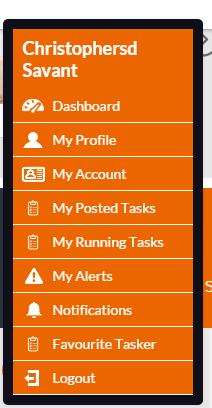 Christophersd
Savant
Dashboard
My Profile
My Account
My Posted Tasks
My Running Tasks
My Alerts
Notifications
Favourite Tasker
Logout
S